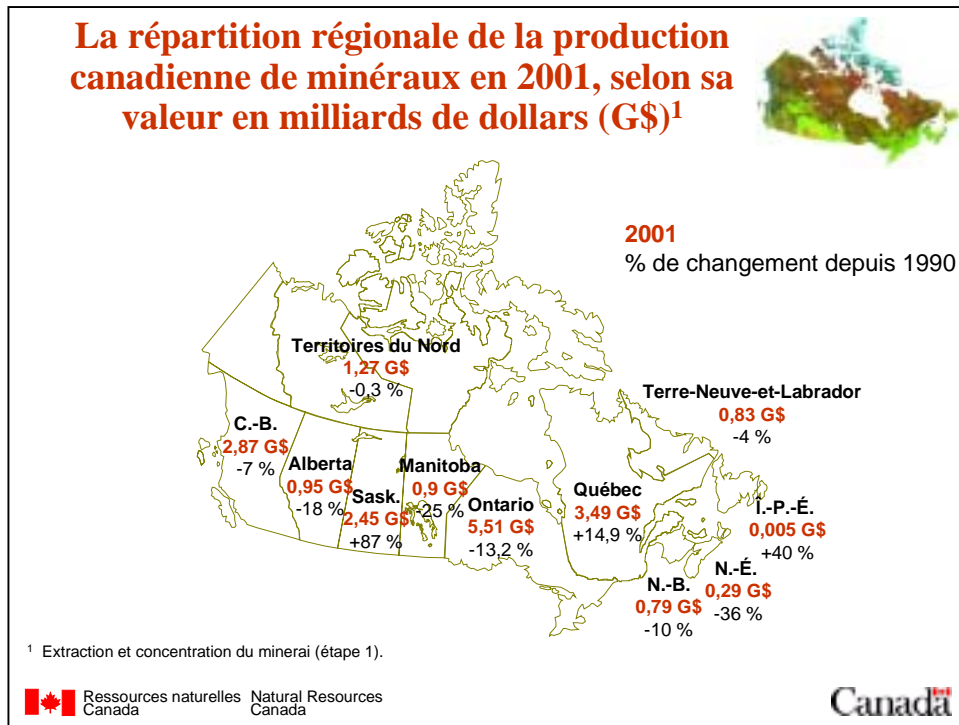 La répartition régionale de la production
canadienne de minéraux en 2001, selon sa
valeur en milliards de dollars (G$)¹
2001
% de changement depuis 1990
Territoires du Nord
1,27 G$
-0,3 %
Terre-Neuve-et-Labrador
0,83 G$
-4 %
C.-B.
2,87 G$
-7 %
Alberta
0,95 G$
-18 %
Sask.
2,45 G$
+87 %
Manitoba
0,9 G$
-25 %
Ontario
5,51 G$
-13,2 %
Québec
3,49 G$
+14,9 %
Î.-P.-É.
0,005 G$
+40 %
N.-É.
0,29 G$
-36 %
N.-B.
0,79 G$
-10 %
¹ Extraction et concentration du minerai (étape 1).
Ressources naturelles Canada
Natural Resources Canada
Canada